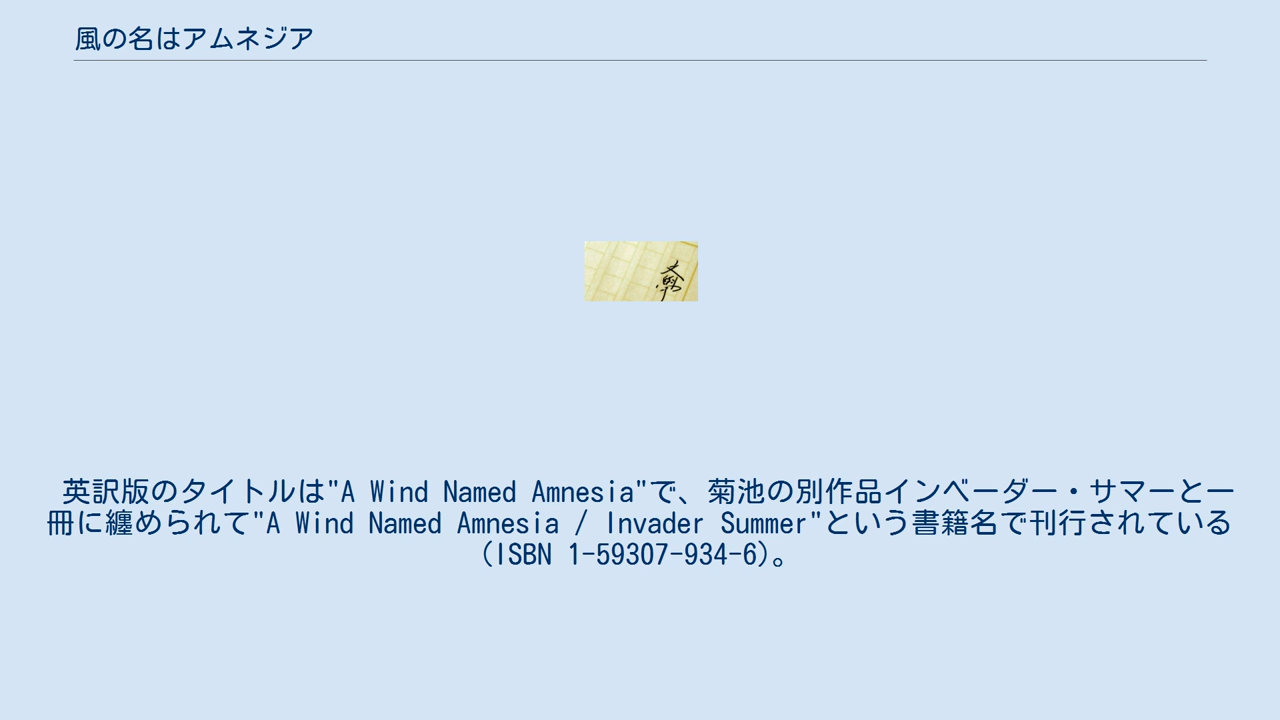 風の名はアムネジア
英訳版のタイトルは"A Wind Named Amnesia"で、菊池の別作品インベーダー・サマーと一
冊に纏められて"A Wind Named Amnesia / Invader Summer"という書籍名で刊行されている
(ISBN 1-59307-934-6)。